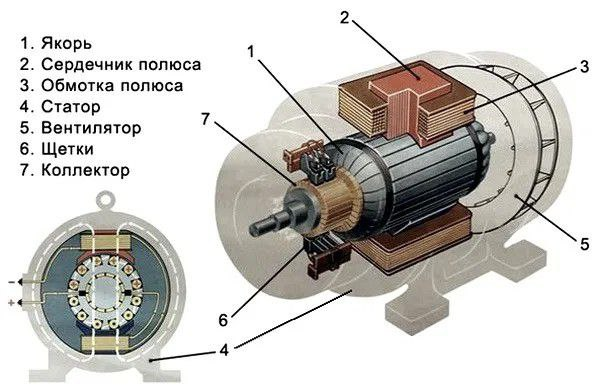 1. Якорь
2. Сердечник полюса
3. Обмотка полюса
4. Статор
5. Вентилятор
6. Щетки
7. Коллектор
2
1
3
7
5
6
4
−
+